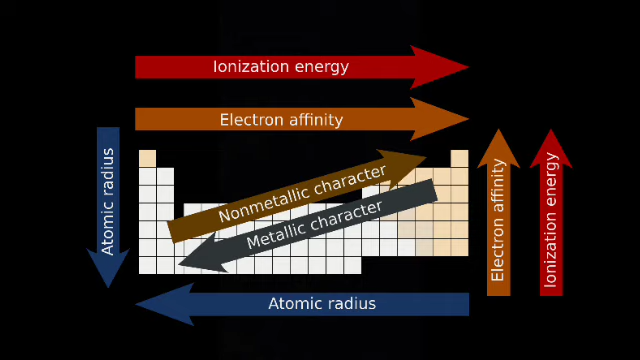 Ionization energy
Electron affinity
Atomic radius
Nonmetallic character
Metallic character
Electron affinity
Ionization energy
Atomic radius